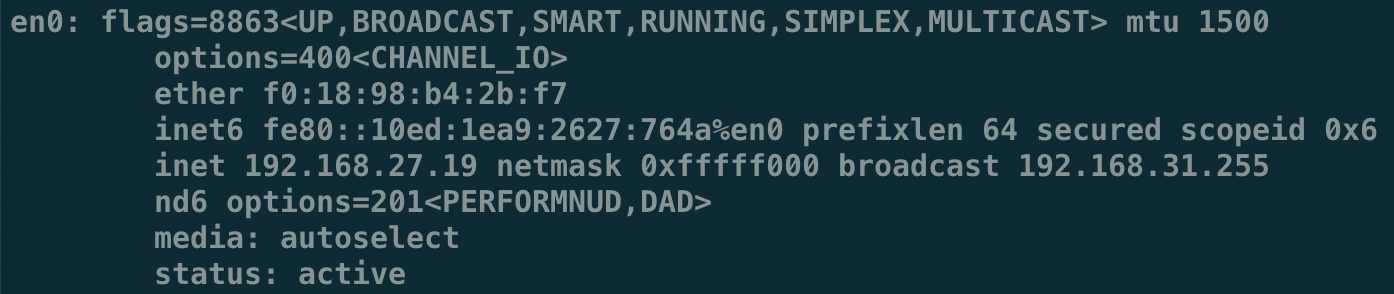 en0: flags=8863<UP,BROADCAST,SMART,RUNNING,SIMPLEX,MULTICAST> mtu 1500
options=400<CHANNEL_IO>
ether f0:18:98:b4:2b:f7
inet6 fe80::10ed:1ea9:2627:764a%en0 prefixlen 64 secured scopeid 0x6
inet 192.168.27.19 netmask 0xfffff000 broadcast 192.168.31.255
nd6 options=201<PERFORMNUD,DAD>
media: autoselect
status: active